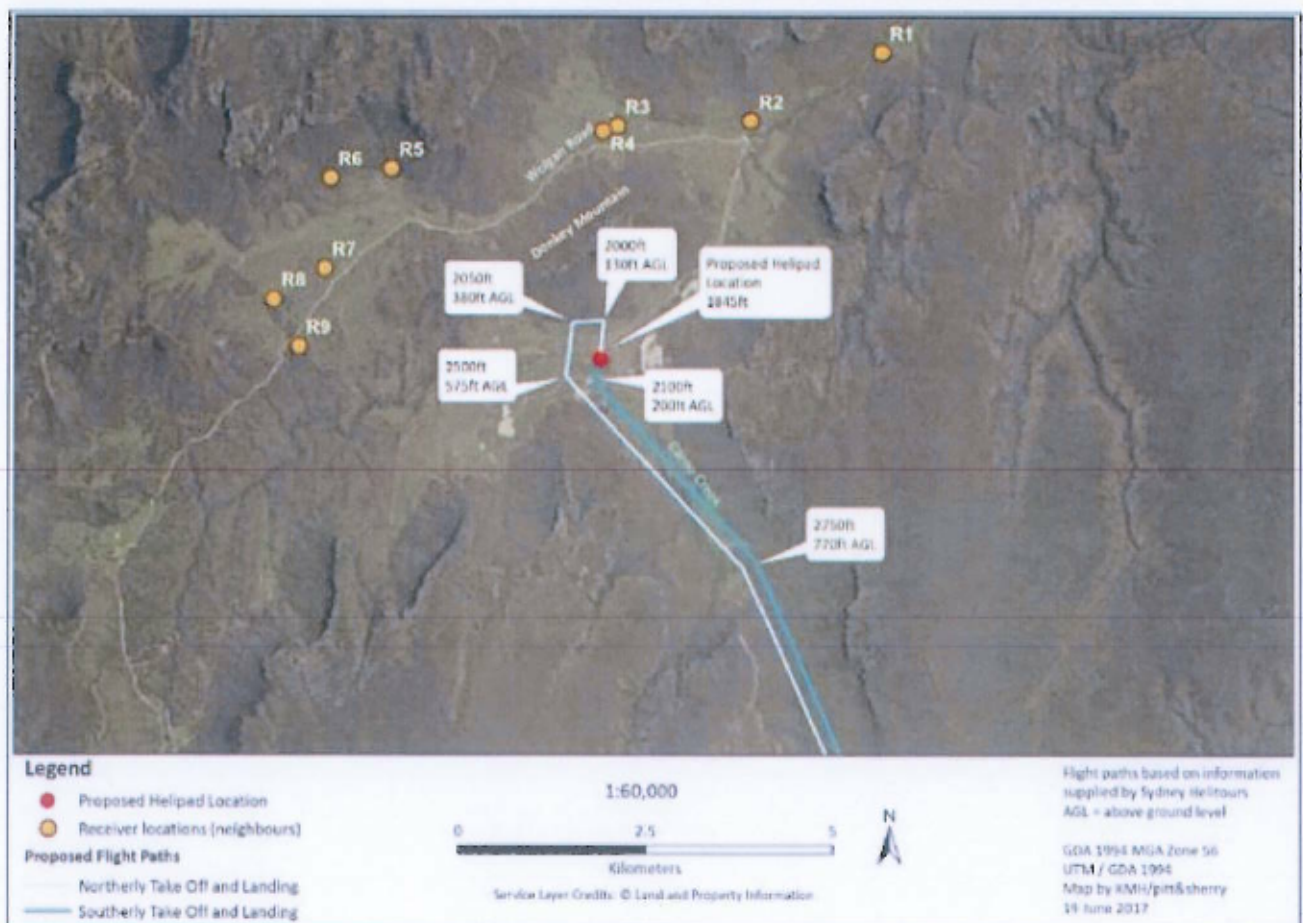 R1
R2
R3
R4
R5
R6
R7
R8
R9
Wolgan Road
Donkey Mountain
2000ft
130ft AGL
Proposed Helipad
Location
1845ft
2050ft
380ft AGL
2500ft
575ft AGL
2100ft
200ft AGL
Creek
2750ft
770ft AGL
Legend
Proposed Helipad Location
Receiver locations (neighbours)
Proposed Flight Paths
Northerly Take Off and Landing
Southerly Take Off and Landing
1:60,000
0 2.5 5
Kilometers
Service Layer Credits: © Land and Property Information
N
Flight paths based on information
supplied by Sydney Helitours
AGL = above ground level
GDA 1994 MGA Zone 56
UTM / GDA 1994
Map by KMH/pitt&sherry
19 June 2017